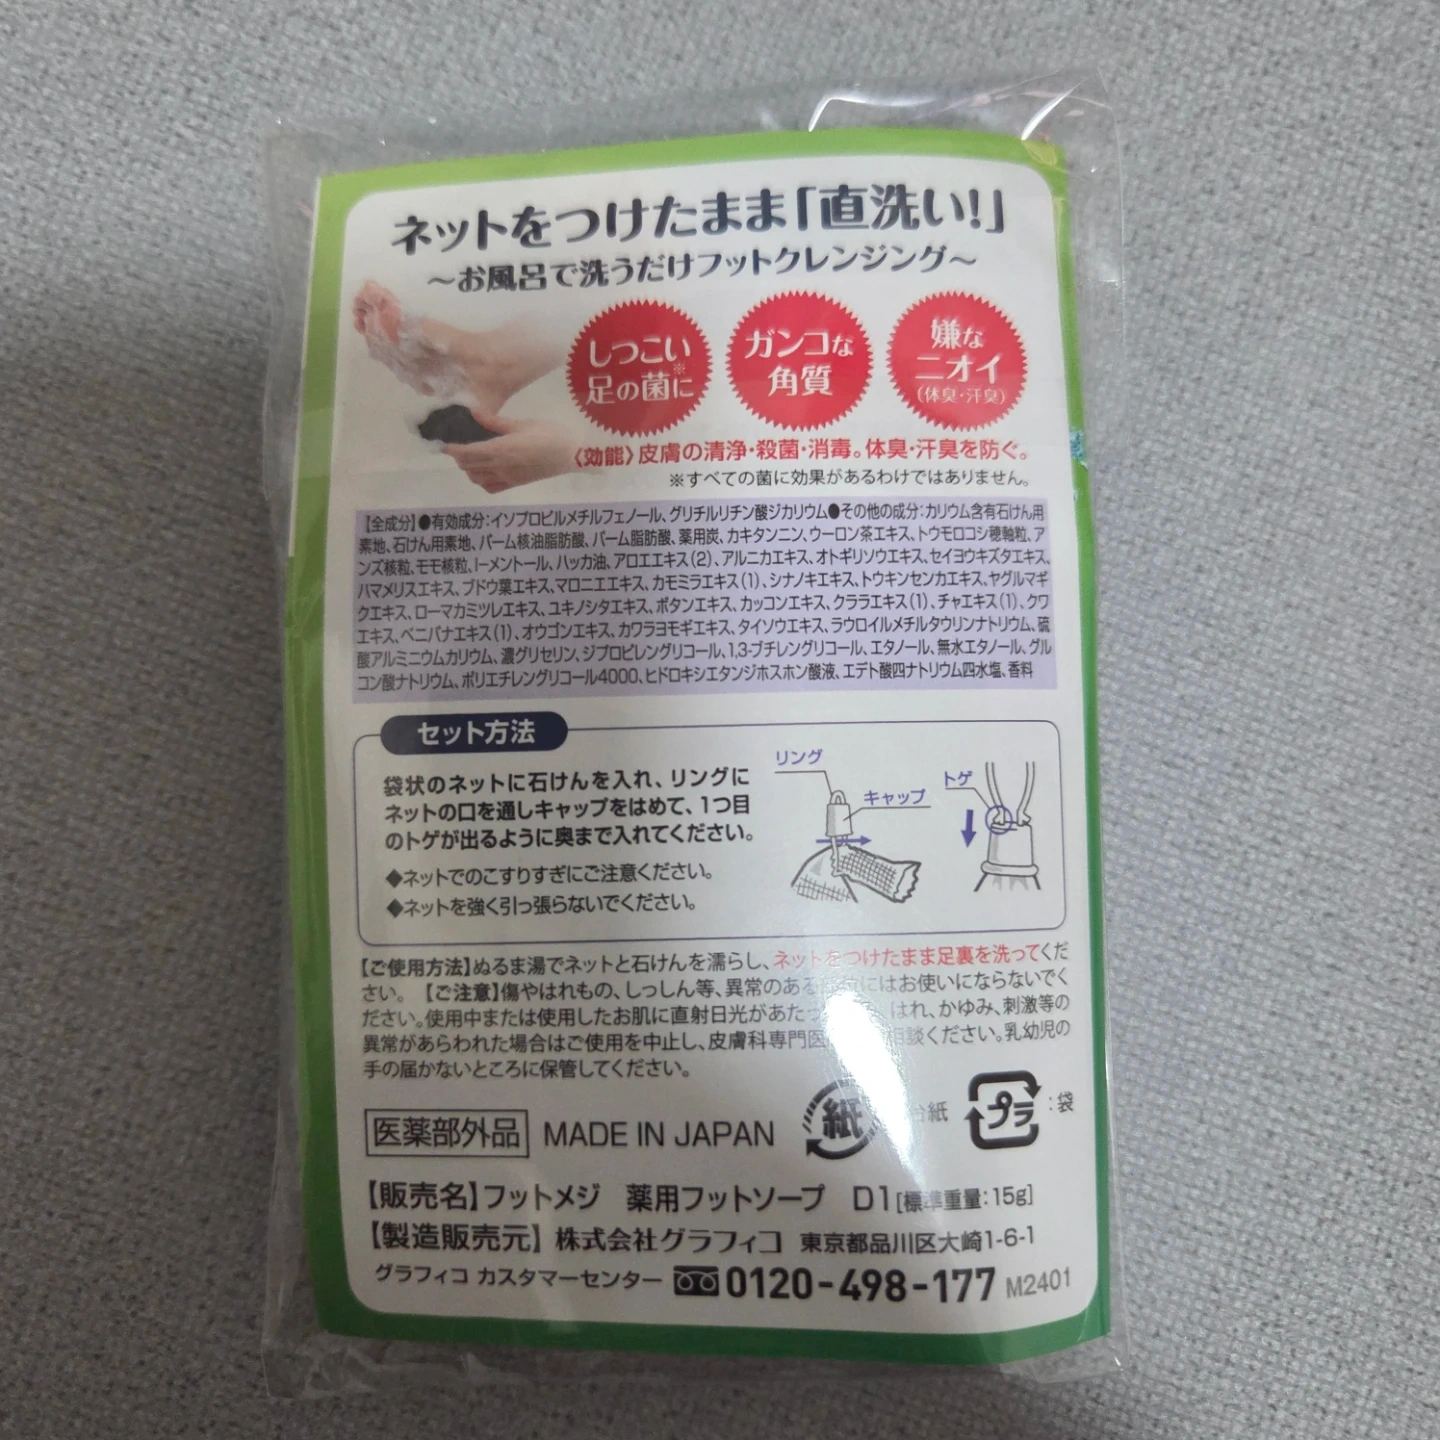 ネットをつけたまま「直洗い!」
～お風呂で洗うだけフットクレンジング～
しつこい
足の菌に※
ガンコな
角質
嫌な
ニオイ
(体臭・汗臭)
〈効能〉皮膚の清浄・殺菌・消毒。体臭・汗臭を防ぐ。
※すべての菌に効果があるわけではありません。
【全成分】●有効成分：イソプロピルメチルフェノール、グリチルリチン酸ジカリウム●その他の成分：カリウム含有石けん用
素地、石けん用素地、パーム核油脂肪酸、パーム脂肪酸、薬用炭、カキタンニン、ウーロン茶エキス、トウモロコシ穂軸粒、ア
ンズ核粒、モモ核粒、l-メントール、ハッカ油、アロエエキス(2)、アルニカエキス、オトギリソウエキス、セイヨウキズタエキス、
ハマメリスエキス、ブドウ葉エキス、マロニエエキス、カモミラエキス(1)、シナノキエキス、トウキンセンカエキス、ヤグルマギ
クエキス、ローマカミツレエキス、ユキノシタエキス、ボタンエキス、カッコンエキス、クララエキス(1)、チャエキス(1)、クワ
エキス、ベニバナエキス(1)、オウゴンエキス、カワラヨモギエキス、タイソウエキス、ラウロイルメチルタウリンナトリウム、硫
酸アルミニウムカリウム、濃グリセリン、ジプロピレングリコール、1,3-ブチレングリコール、エタノール、無水エタノール、グル
コン酸ナトリウム、ポリエチレングリコール4000、ヒドロキシエタンジホスホン酸液、エデト酸四ナトリウム四水塩、香料
セット方法
袋状のネットに石けんを入れ、リングに
ネットの口を通しキャップをはめて、1つ目
のトゲが出るように奥まで入れてください。
◆ネットでのこすりすぎにご注意ください。
◆ネットを強く引っ張らないでください。
リング
キャップ
トゲ
【ご使用方法】ぬるま湯でネットと石けんを濡らし、ネットをつけたまま足裏を洗ってくだ
さい。【ご注意】傷やはれもの、しっしん等、異常のある にはお使いにならないでく
ださい。使用中または使用したお肌に直射日光があたっ はれ、かゆみ、刺激等の
異常があらわれた場合はご使用を中止し、皮膚科専門医 相談ください。乳幼児の
手の届かないところに保管してください。
医薬部外品 MADE IN JAPAN
紙 台紙
プラ :袋
【販売名】フットメジ 薬用フットソープ D1[標準重量:15g]
【製造販売元】株式会社グラフィコ 東京都品川区大崎1-6-1
グラフィコ カスタマーセンター 0120-498-177 M2401